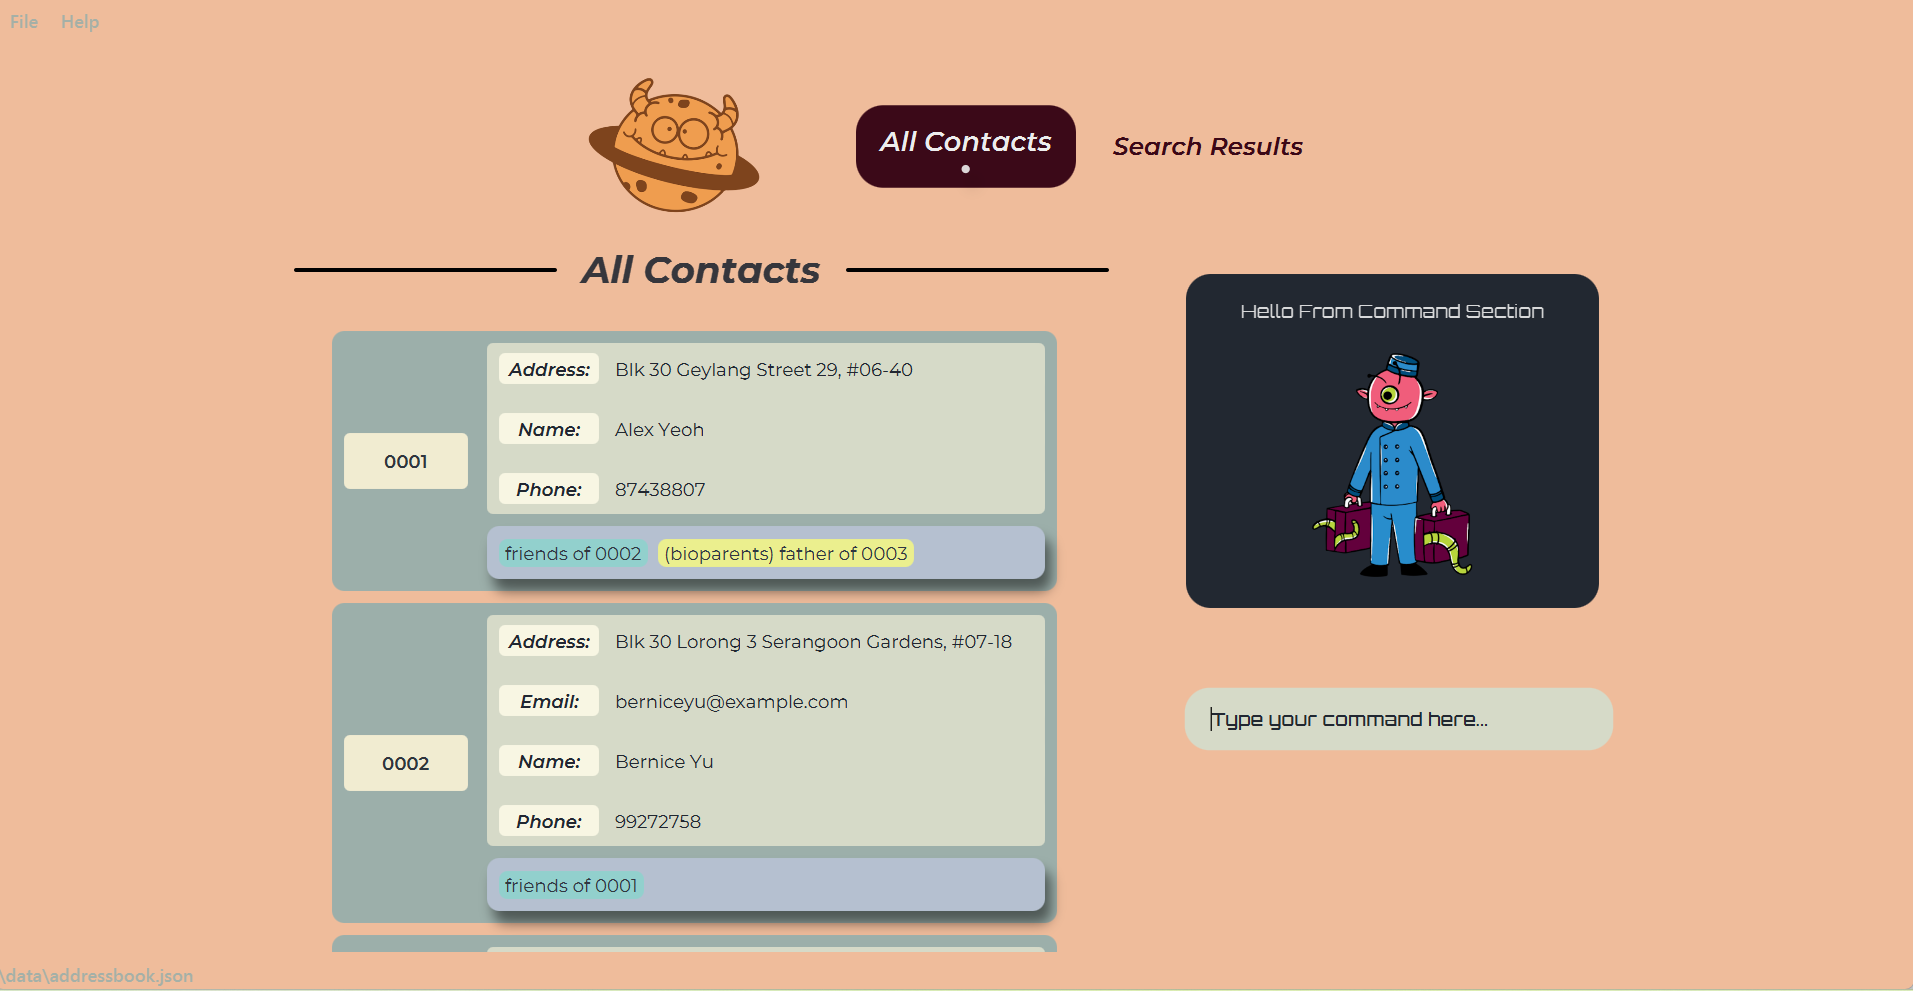 File Help
All Contacts
Search Results
All Contacts
0001
Address: Blk 30 Geylang Street 29, #06-40
Name: Alex Yeoh
Phone: 87438807
friends of 0002 (bioparents) father of 0003
0002
Address: Blk 30 Lorong 3 Serangoon Gardens, #07-18
Email: berniceyu@example.com
Name: Bernice Yu
Phone: 99272758
friends of 0001
Hello From Command Section
Type your command here...
\data\addressbook.json